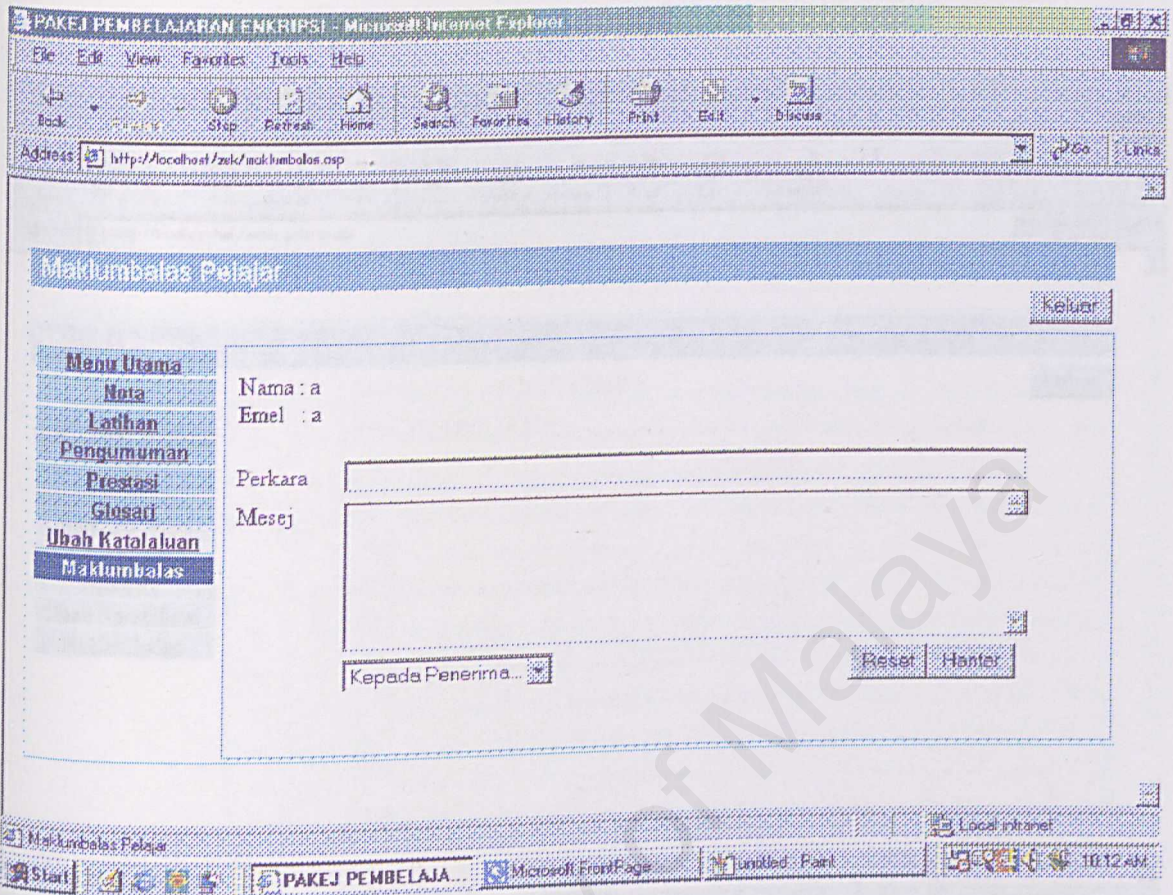 PAKEJ PEMBELAJARAN ENKRIPSI - Microsoft Internet Explorer
File Edit View Favorites Tools Help
Back Stop Refresh Home Search Favorites History Print Edit Discuss
Address http://localhost/zek/maklumbalas.asp Go Links
Maklumbalas Pelajar
Keluar
Menu Utama
Nota
Latihan
Pengumuman
Prestasi
Glosari
Ubah Katalaluan
Maklumbalas
Nama : a
Emel : a
Perkara
Mesej
Kepada Penerima...
Reset Hantar
of Malaya
Maklumbalas Pelajar Local intranet
Start PAKEJ PEMBELAJA... Microsoft FrontPage untitled - Paint 10:12 AM